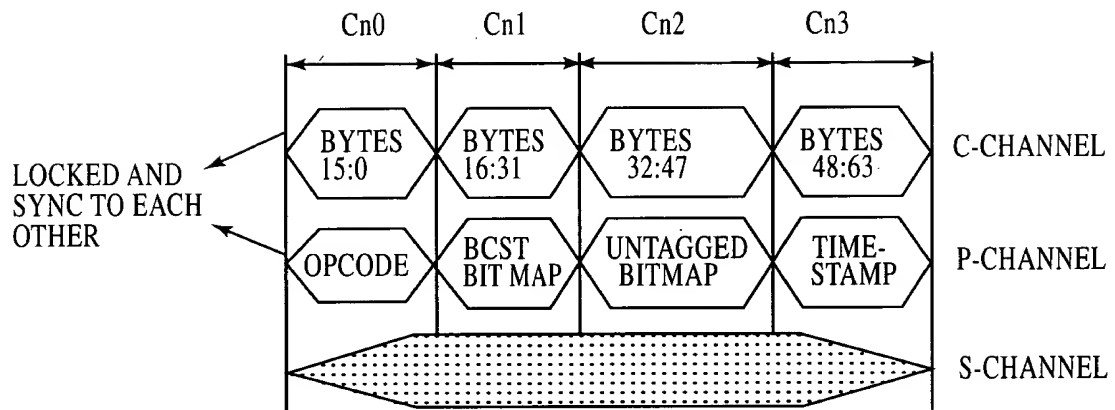 Cn0 Cn1 Cn2 Cn3
BYTES 15:0
BYTES 16:31
BYTES 32:47
BYTES 48:63
C-CHANNEL
LOCKED AND
SYNC TO EACH
OTHER
OPCODE
BCST
BIT MAP
UNTAGGED
BITMAP
TIME-
STAMP
P-CHANNEL
S-CHANNEL